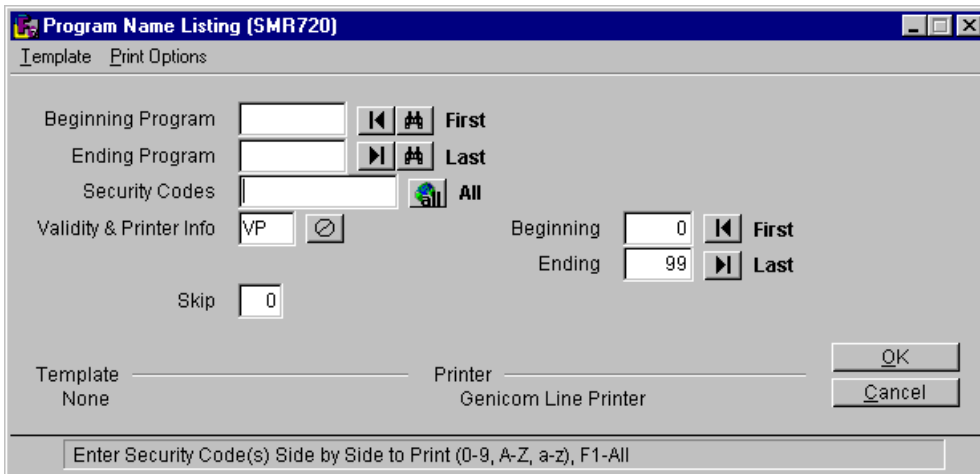 Program Name Listing (SMR720)
Template Print Options
Beginning Program First
Ending Program Last
Security Codes all All
Validity & Printer Info VP Beginning 0 First
Ending 99 Last
Skip 0
OK
Template Printer
None Genicom Line Printer
Cancel
Enter Security Code(s) Side by Side to Print (0-9, A-Z, a-z), F1-All